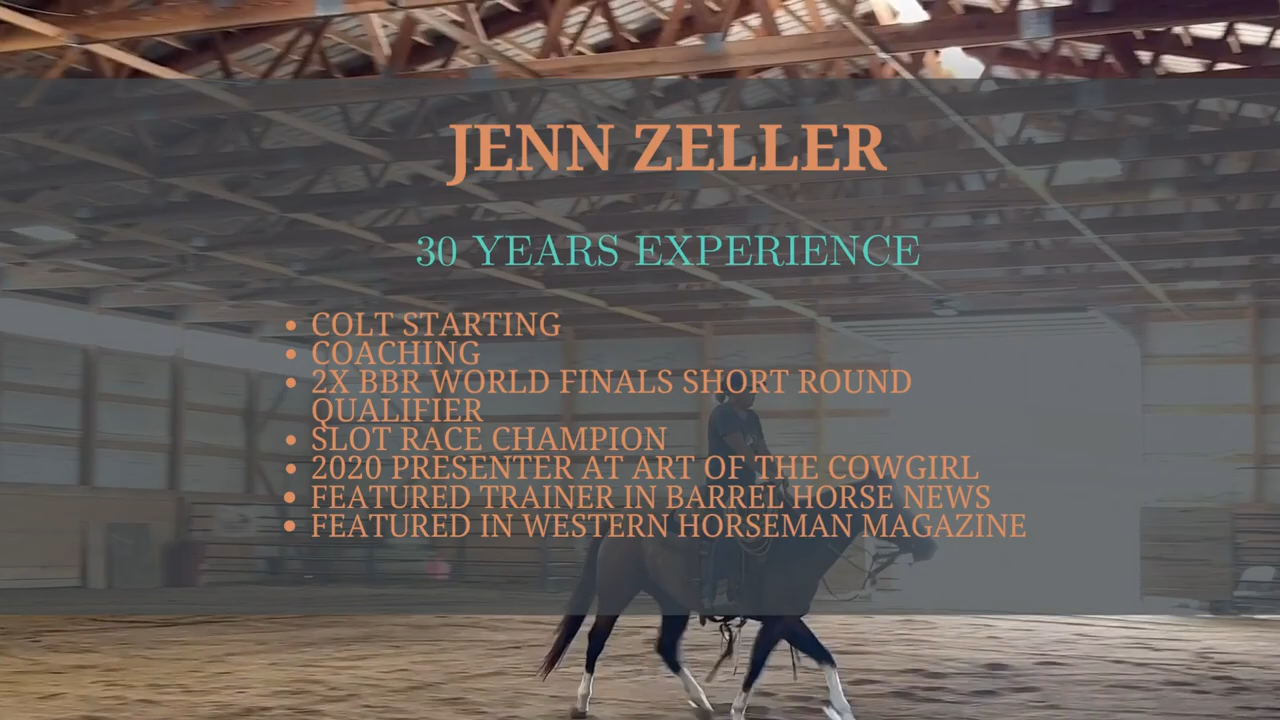 JENN ZELLER
30 YEARS EXPERIENCE
• COLT STARTING
• COACHING
• 2X BBR WORLD FINALS SHORT ROUND
QUALIFIER
• SLOT RACE CHAMPION
• 2020 PRESENTER AT ART OF THE COWGIRL
• FEATURED TRAINER IN BARREL HORSE NEWS
• FEATURED IN WESTERN HORSEMAN MAGAZINE